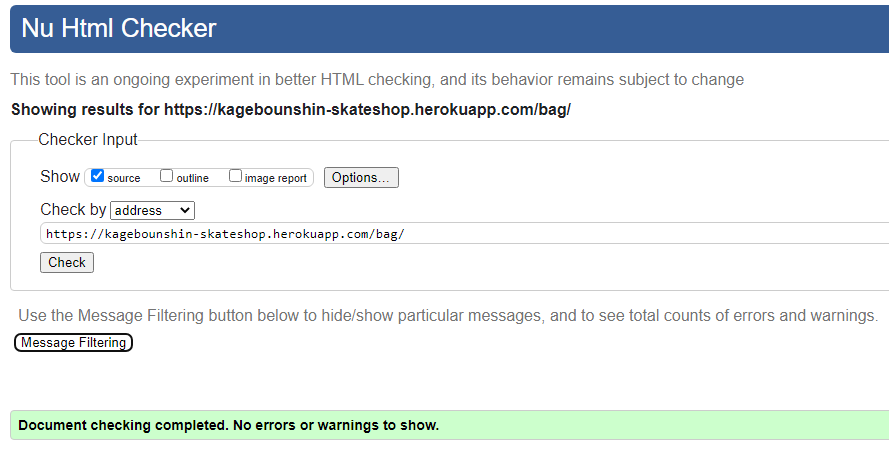 Nu Html Checker
This tool is an ongoing experiment in better HTML checking, and its behavior remains subject to change
Showing results for https://kagebounshin-skateshop.herokuapp.com/bag/
Checker Input
Show source outline image report Options...
Check by address
https://kagebounshin-skateshop.herokuapp.com/bag/
Check
Use the Message Filtering button below to hide/show particular messages, and to see total counts of errors and warnings.
Message Filtering
Document checking completed. No errors or warnings to show.